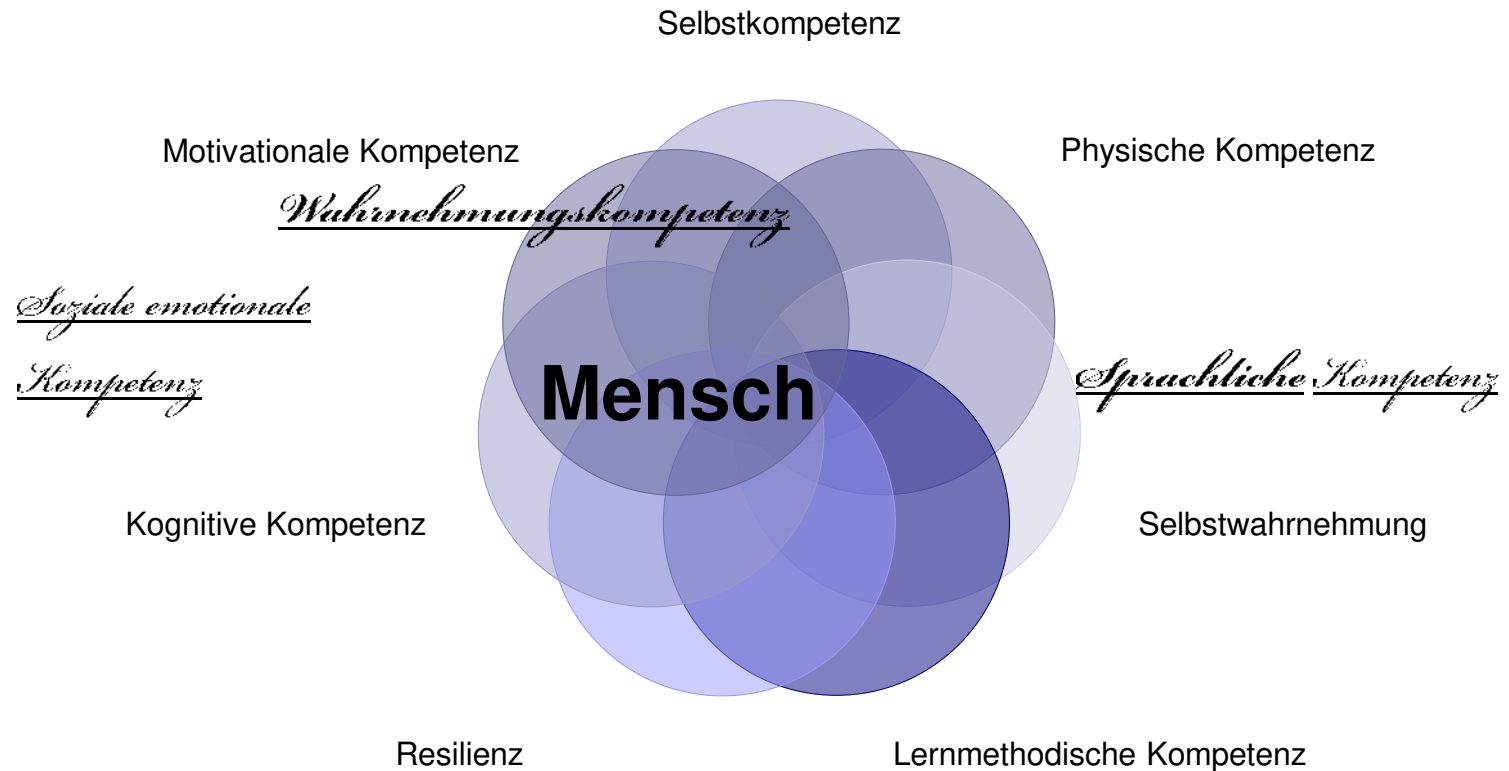 Selbstkompetenz
Motivationale Kompetenz
Physische Kompetenz
Wahrnehmungskompetenz
Soziale emotionale
Kompetenz
Sprachliche Kompetenz
Mensch
Kognitive Kompetenz
Selbstwahrnehmung
Resilienz
Lernmethodische Kompetenz